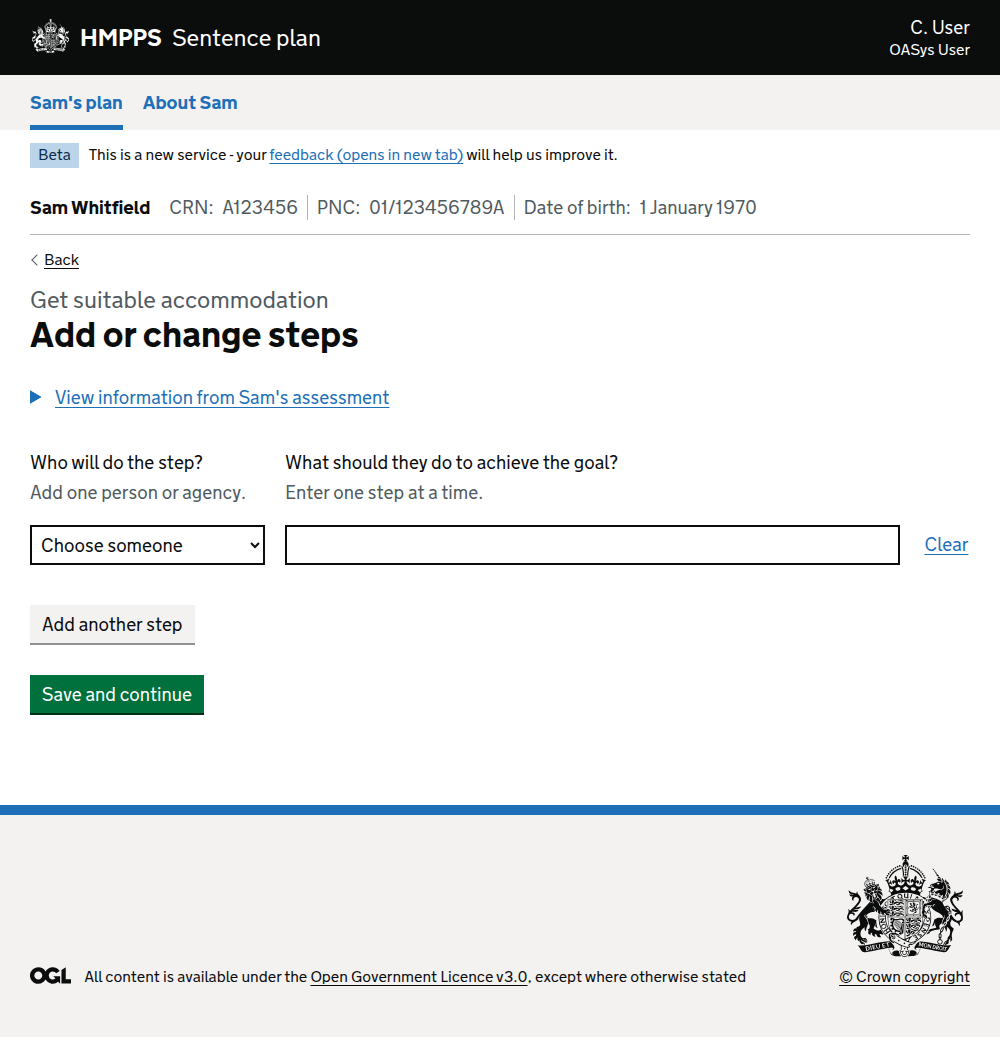 HMPPS Sentence plan
C. User
OASys User
Sam's plan About Sam
Beta This is a new service - your feedback (opens in new tab) will help us improve it.
Sam Whitfield CRN: A123456 PNC: 01/123456789A Date of birth: 1 January 1970
Back
Get suitable accommodation
Add or change steps
View information from Sam's assessment
Who will do the step? What should they do to achieve the goal?
Add one person or agency. Enter one step at a time.
Choose someone Clear
Add another step
Save and continue
DIEU ET MON DROIT
OGL All content is available under the Open Government Licence v3.0, except where otherwise stated © Crown copyright